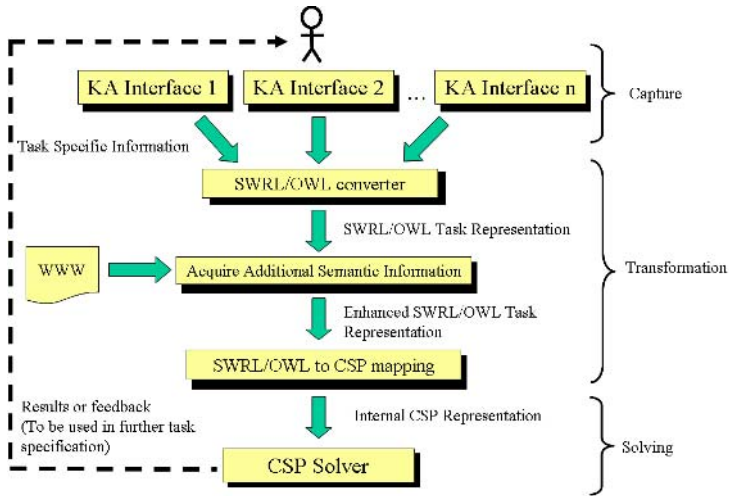 KA Interface 1
KA Interface 2
...
KA Interface n
Capture
Task Specific Information
SWRL/OWL converter
SWRL/OWL Task Representation
WWW
Acquire Additional Semantic Information
Transformation
Enhanced SWRL/OWL Task
Representation
SWRL/OWL to CSP mapping
Results or feedback
(To be used in further task
specification)
Internal CSP Representation
CSP Solver
Solving